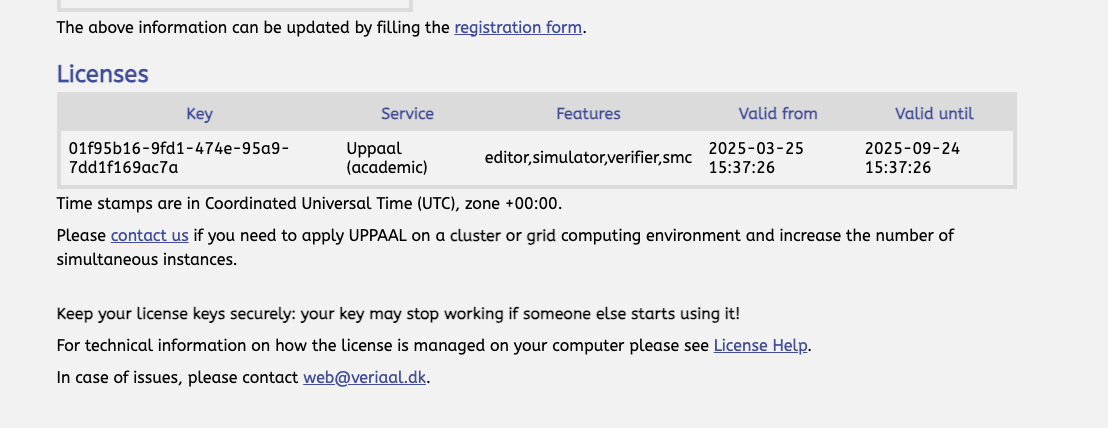 The above information can be updated by filling the registration form.
Licenses
Key Service Features Valid from Valid until
01f95b16-9fd1-474e-95a9- Uppaal editor,simulator,verifier,smc 2025-03-25 2025-09-24
7dd1f169ac7a (academic) 15:37:26 15:37:26
Time stamps are in Coordinated Universal Time (UTC), zone +00:00.
Please contact us if you need to apply UPPAAL on a cluster or grid computing environment and increase the number of
simultaneous instances.
Keep your license keys securely: your key may stop working if someone else starts using it!
For technical information on how the license is managed on your computer please see License Help.
In case of issues, please contact web@veriaal.dk.